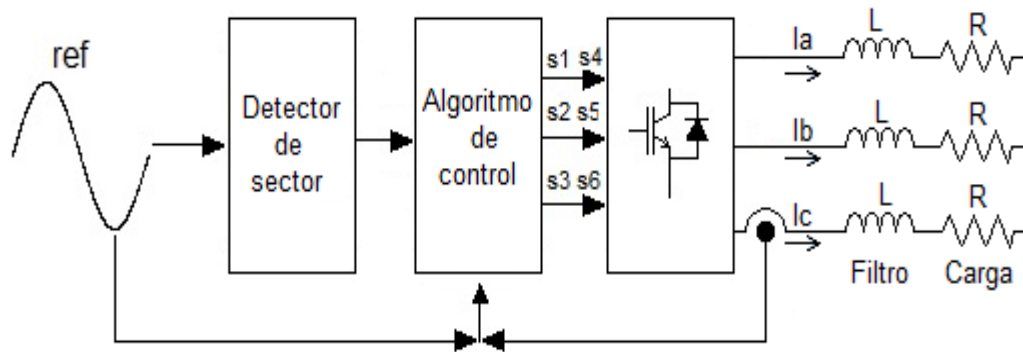 ref
Detector
de
sector
Algoritmo
de
control
s1 s4
s2 s5
s3 s6
Ia
L
R
Ib
L
R
Ic
L
R
Filtro
Carga